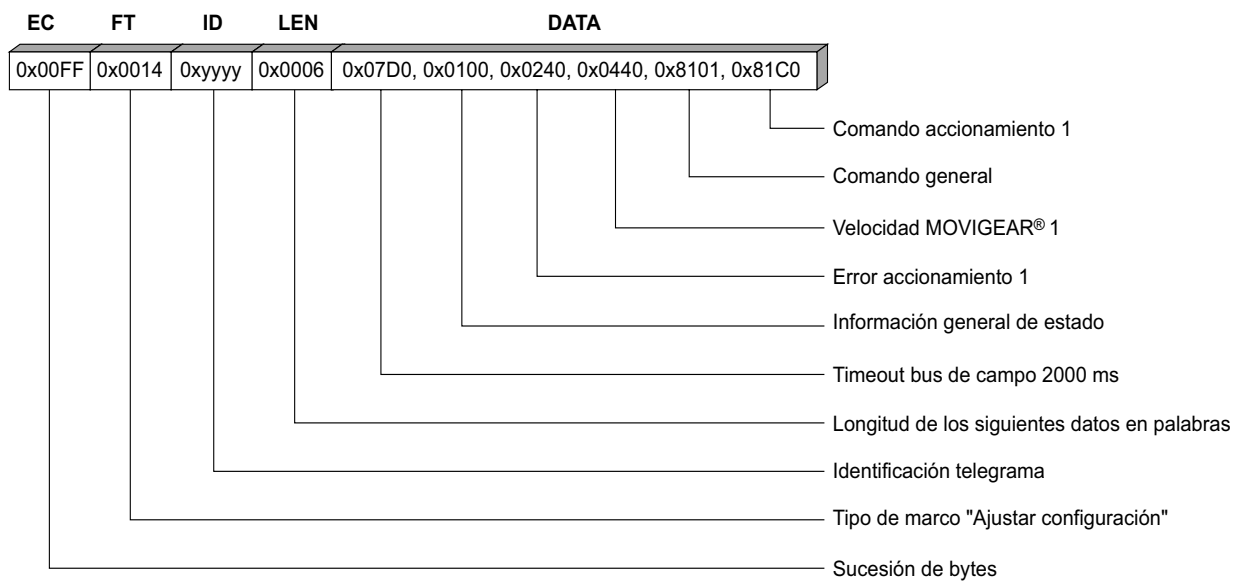 EC FT ID LEN DATA
0x00FF 0x0014 0xyyyy 0x0006 0x07D0, 0x0100, 0x0240, 0x0440, 0x8101, 0x81C0
Comando accionamiento 1
Comando general
Velocidad MOVIGEAR® 1
Error accionamiento 1
Información general de estado
Timeout bus de campo 2000 ms
Longitud de los siguientes datos en palabras
Identificación telegrama
Tipo de marco "Ajustar configuración"
Sucesión de bytes